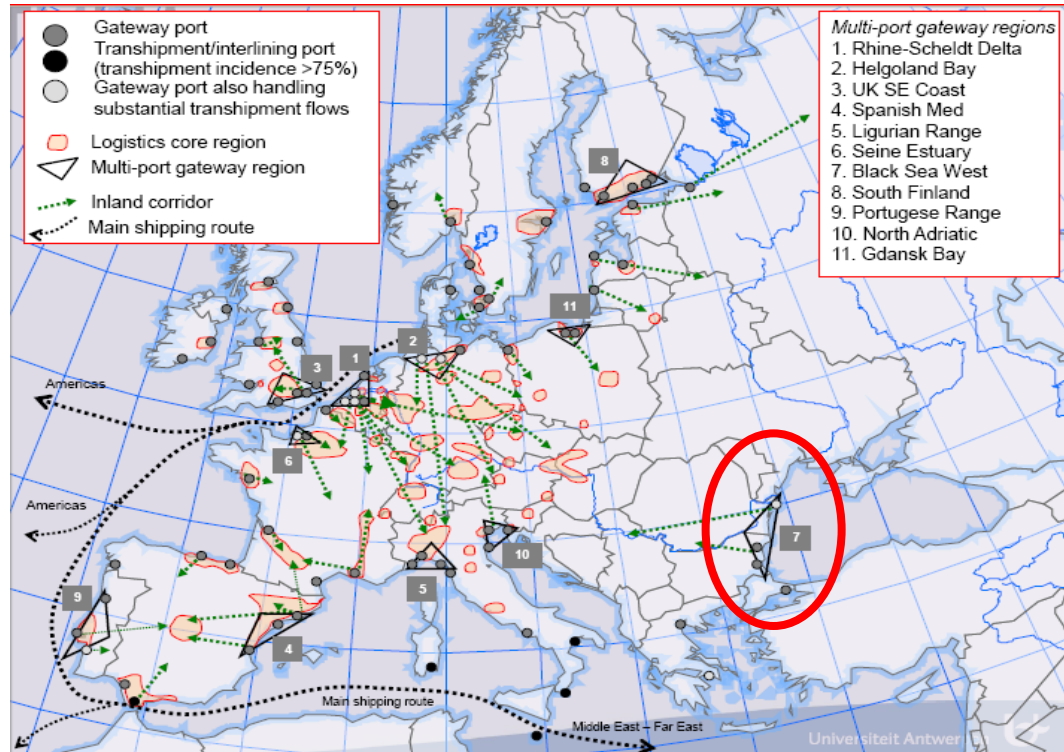 Gateway port
Transhipment/interlining port
(transhipment incidence >75%)
Gateway port also handling
substantial transhipment flows
Logistics core region
Multi-port gateway region
Inland corridor
Main shipping route
Multi-port gateway regions
1. Rhine-Scheldt Delta
2. Helgoland Bay
3. UK SE Coast
4. Spanish Med
5. Ligurian Range
6. Seine Estuary
7. Black Sea West
8. South Finland
9. Portugese Range
10. North Adriatic
11. Gdansk Bay
8
11
2
1
3
Americas
6
Americas
7
10
5
9
4
Main shipping route
Middle East – Far East
Universiteit Antwer